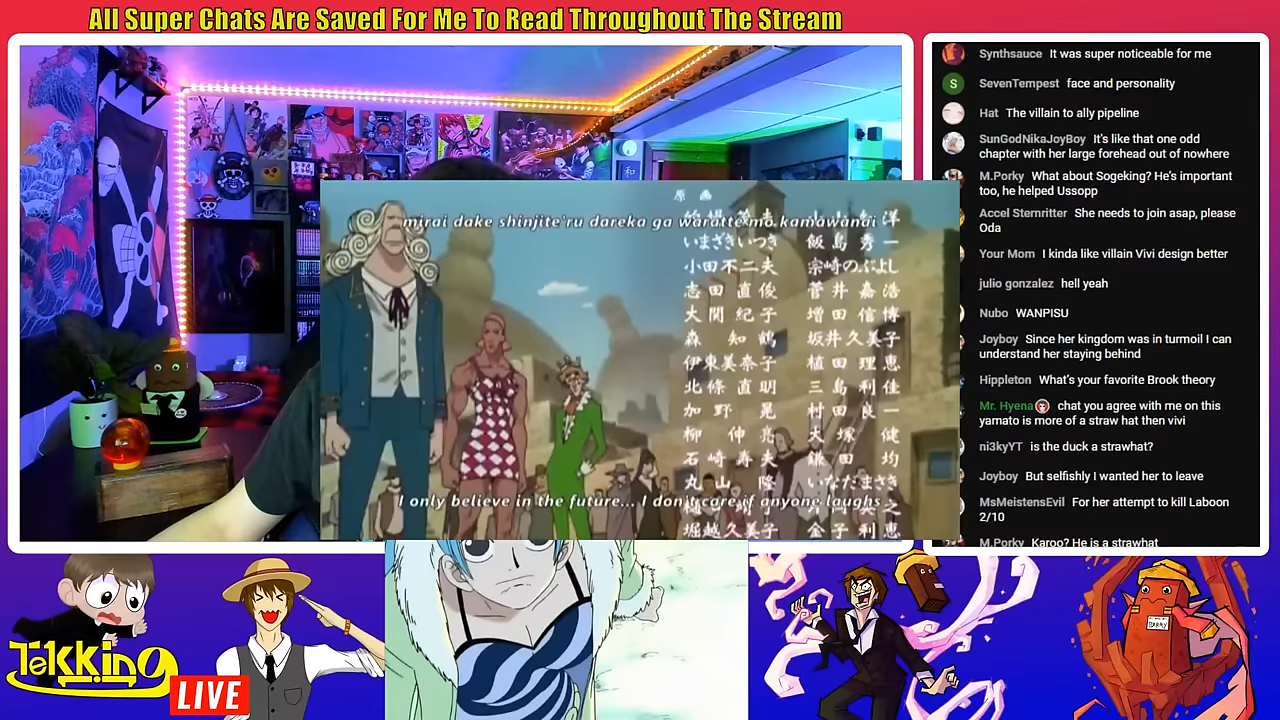 All Super Chats Are Saved For Me To Read Throughout The Stream
原画
mirai dake shinjite'ru dareka ga waratte mo kamawanai
いまざきいつき 飯島秀一
小田不二夫 宗崎のぶよし
志田直俊 菅井嘉浩
大関紀子 増田信博
森知鶴 坂井久美子
伊東美奈子 植田理恵
北條直明 三島利佳
加野晃 村田良一
柳伸亮 大塚健
石崎寿夫 鎌田均
丸山隆 いなだまさき
I only believe in the future... I don't care if anyone laughs
堀越久美子 金子利恵
Synthsauce It was super noticeable for me
S
SevenTempest face and personality
Hat The villain to ally pipeline
SunGodNikaJoyBoy It's like that one odd
chapter with her large forehead out of nowhere
M.Porky What about Sogeking? He's important
too, he helped Ussopp
Accel Sternritter She needs to join asap, please
Oda
Your Mom I kinda like villain Vivi design better
julio gonzalez hell yeah
Nubo WANPISU
Joyboy Since her kingdom was in turmoil I can
understand her staying behind
Hippleton What's your favorite Brook theory
Mr. Hyena chat you agree with me on this
yamato is more of a straw hat then vivi
ni3kyYT is the duck a strawhat?
Joyboy But selfishly I wanted her to leave
MsMeistensEvil For her attempt to kill Laboon
2/10
M.Porky Karoo? He is a strawhat
Tekking
LIVE
BARRY